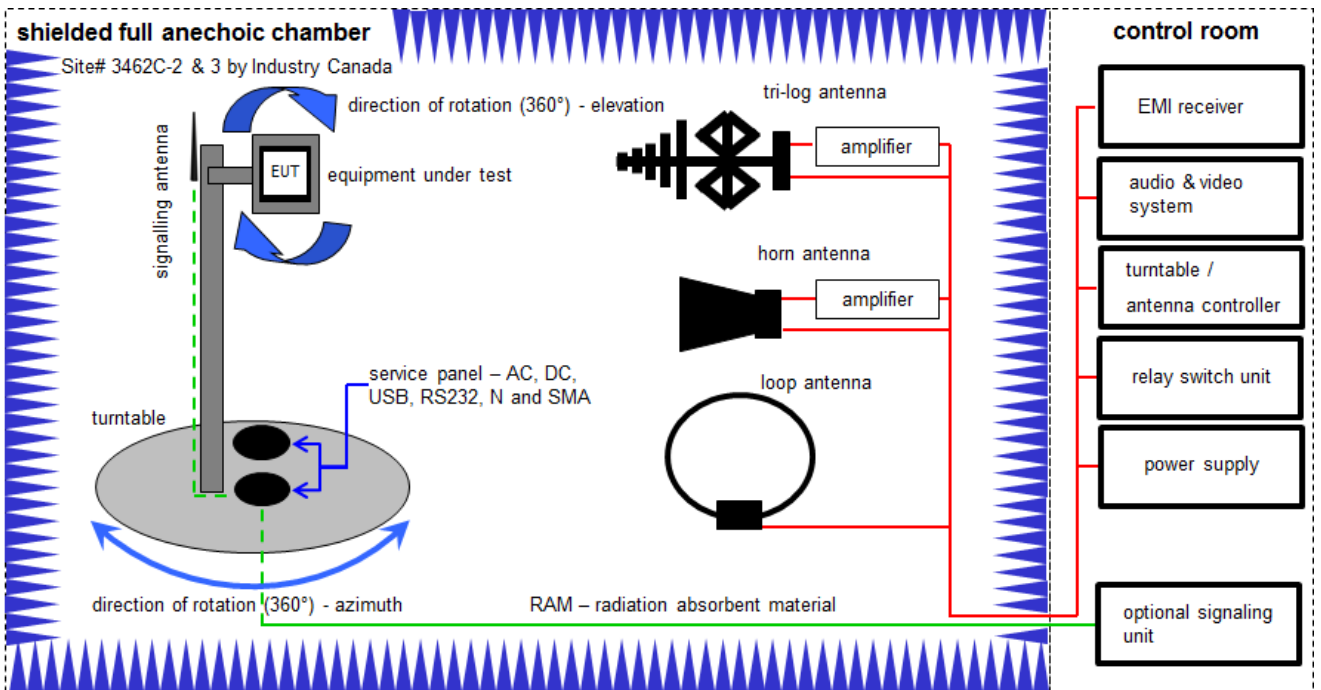 shielded full anechoic chamber
Site# 3462C-2 & 3 by Industry Canada
direction of rotation (360°) - elevation
signalling antenna
EUT
equipment under test
tri-log antenna
amplifier
horn antenna
amplifier
loop antenna
service panel – AC, DC,
USB, RS232, N and SMA
turntable
direction of rotation (360°) - azimuth
RAM – radiation absorbent material
control room
EMI receiver
audio & video
system
turntable /
antenna controller
relay switch unit
power supply
optional signaling
unit